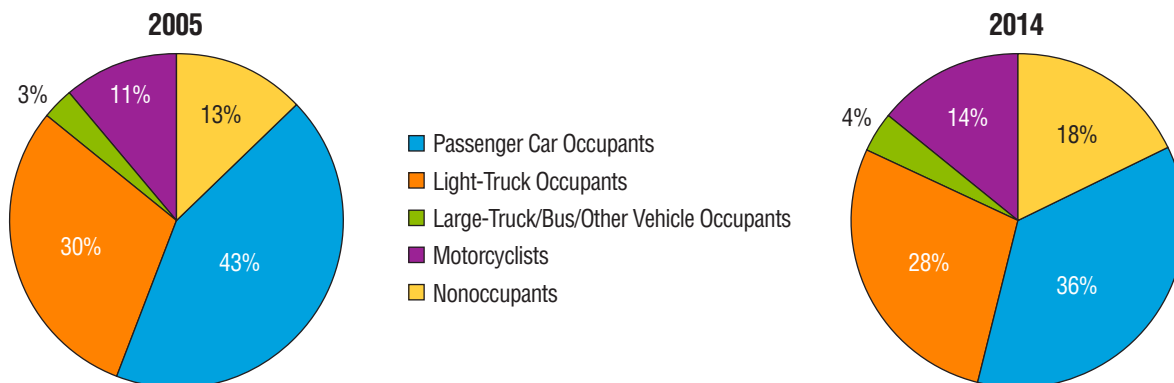 2005
3%
11%
13%
30%
43%
Passenger Car Occupants
Light-Truck Occupants
Large-Truck/Bus/Other Vehicle Occupants
Motorcyclists
Nonoccupants
2014
4%
14%
18%
28%
36%